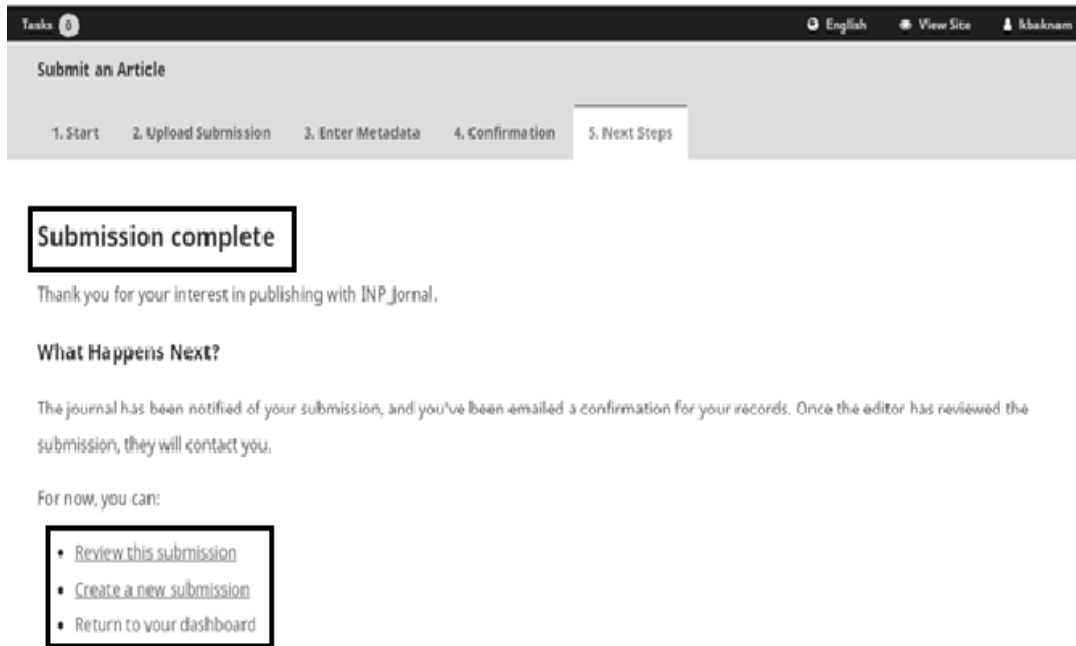 Tasks 0 English View Site lkbaknam
Submit an Article
1. Start 2. Upload Submission 3. Enter Metadata 4. Confirmation 5. Next Steps
Submission complete
Thank you for your interest in publishing with INP_Jornal.
What Happens Next?
The journal has been notified of your submission, and you've been emailed a confirmation for your records. Once the editor has reviewed the
submission, they will contact you.
For now, you can:
• Review this submission
• Create a new submission
• Return to your dashboard